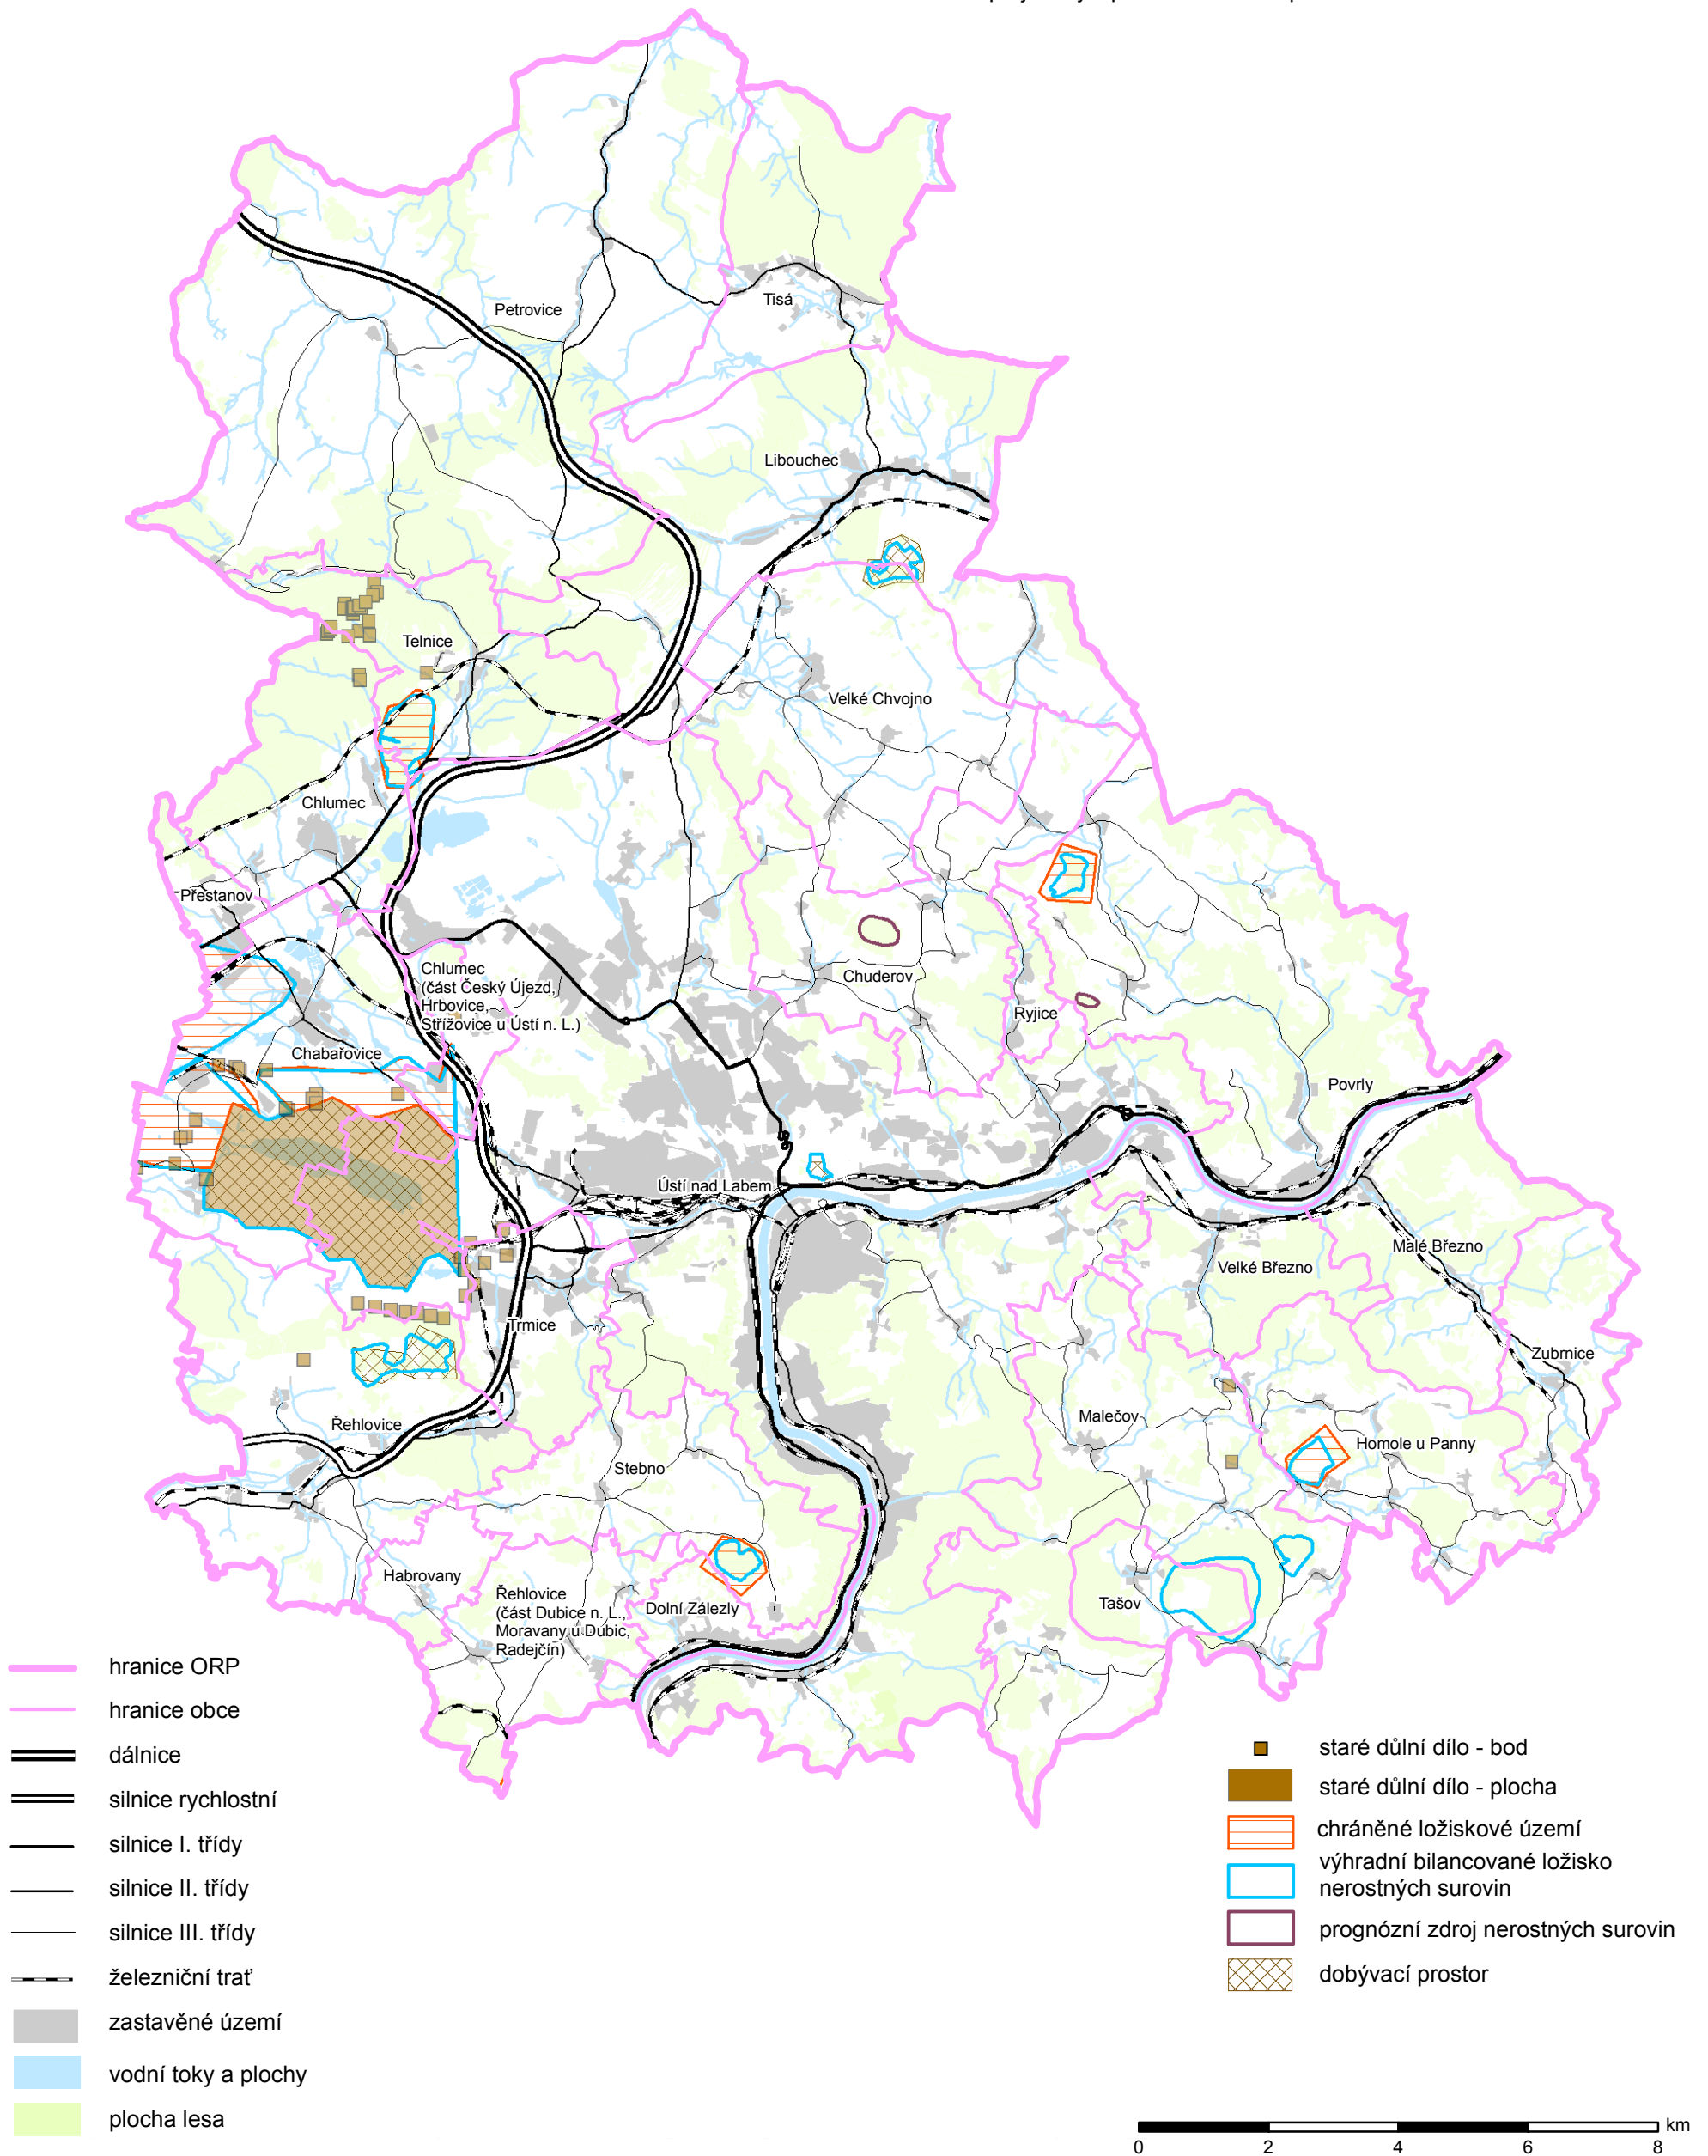 Petrovice
Tisá
Libouchec
Telnice
Velké Chvojno
Chlumec
Přestanov
Chlumec
(část Český Újezd,
Hrbovice,
Střížovice u Ústí n. L.)
Chuderov
Ryjice
Chabařovice
Povrly
Ústí nad Labem
Velké Březno
Malé Březno
Trmice
Zubrnice
Řehlovice
Malečov
Homole u Panny
Stebno
Habrovany
Řehlovice
(část Dubice n. L.,
Moravany u Dubic,
Radejčín)
Dolní Zálezly
Tašov
hranice ORP
hranice obce
dálnice
silnice rychlostní
silnice I. třídy
silnice II. třídy
silnice III. třídy
železniční trať
zastavěné území
vodní toky a plochy
plocha lesa
staré důlní dílo - bod
staré důlní dílo - plocha
chráněné ložiskové území
výhradní bilancované ložisko
nerostných surovin
prognózní zdroj nerostných surovin
dobývací prostor
km
0 2 4 6 8